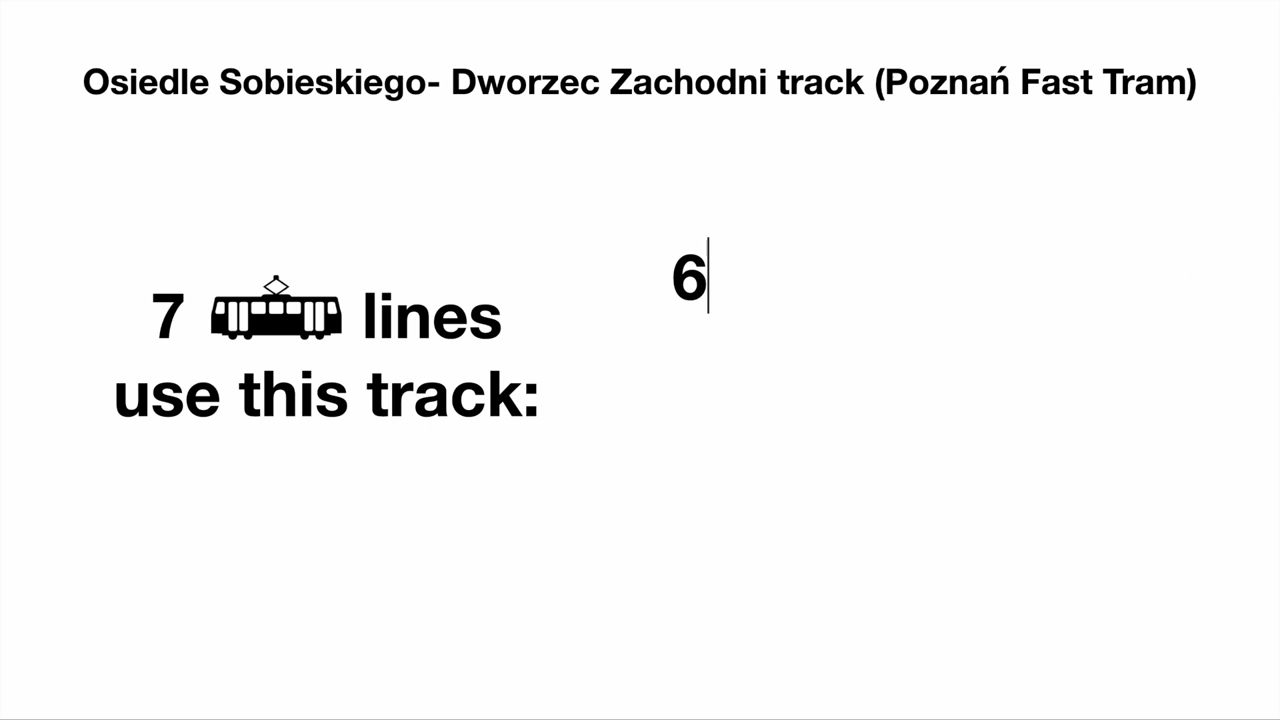 Osiedle Sobieskiego- Dworzec Zachodni track (Poznań Fast Tram)
7 lines
use this track:
6